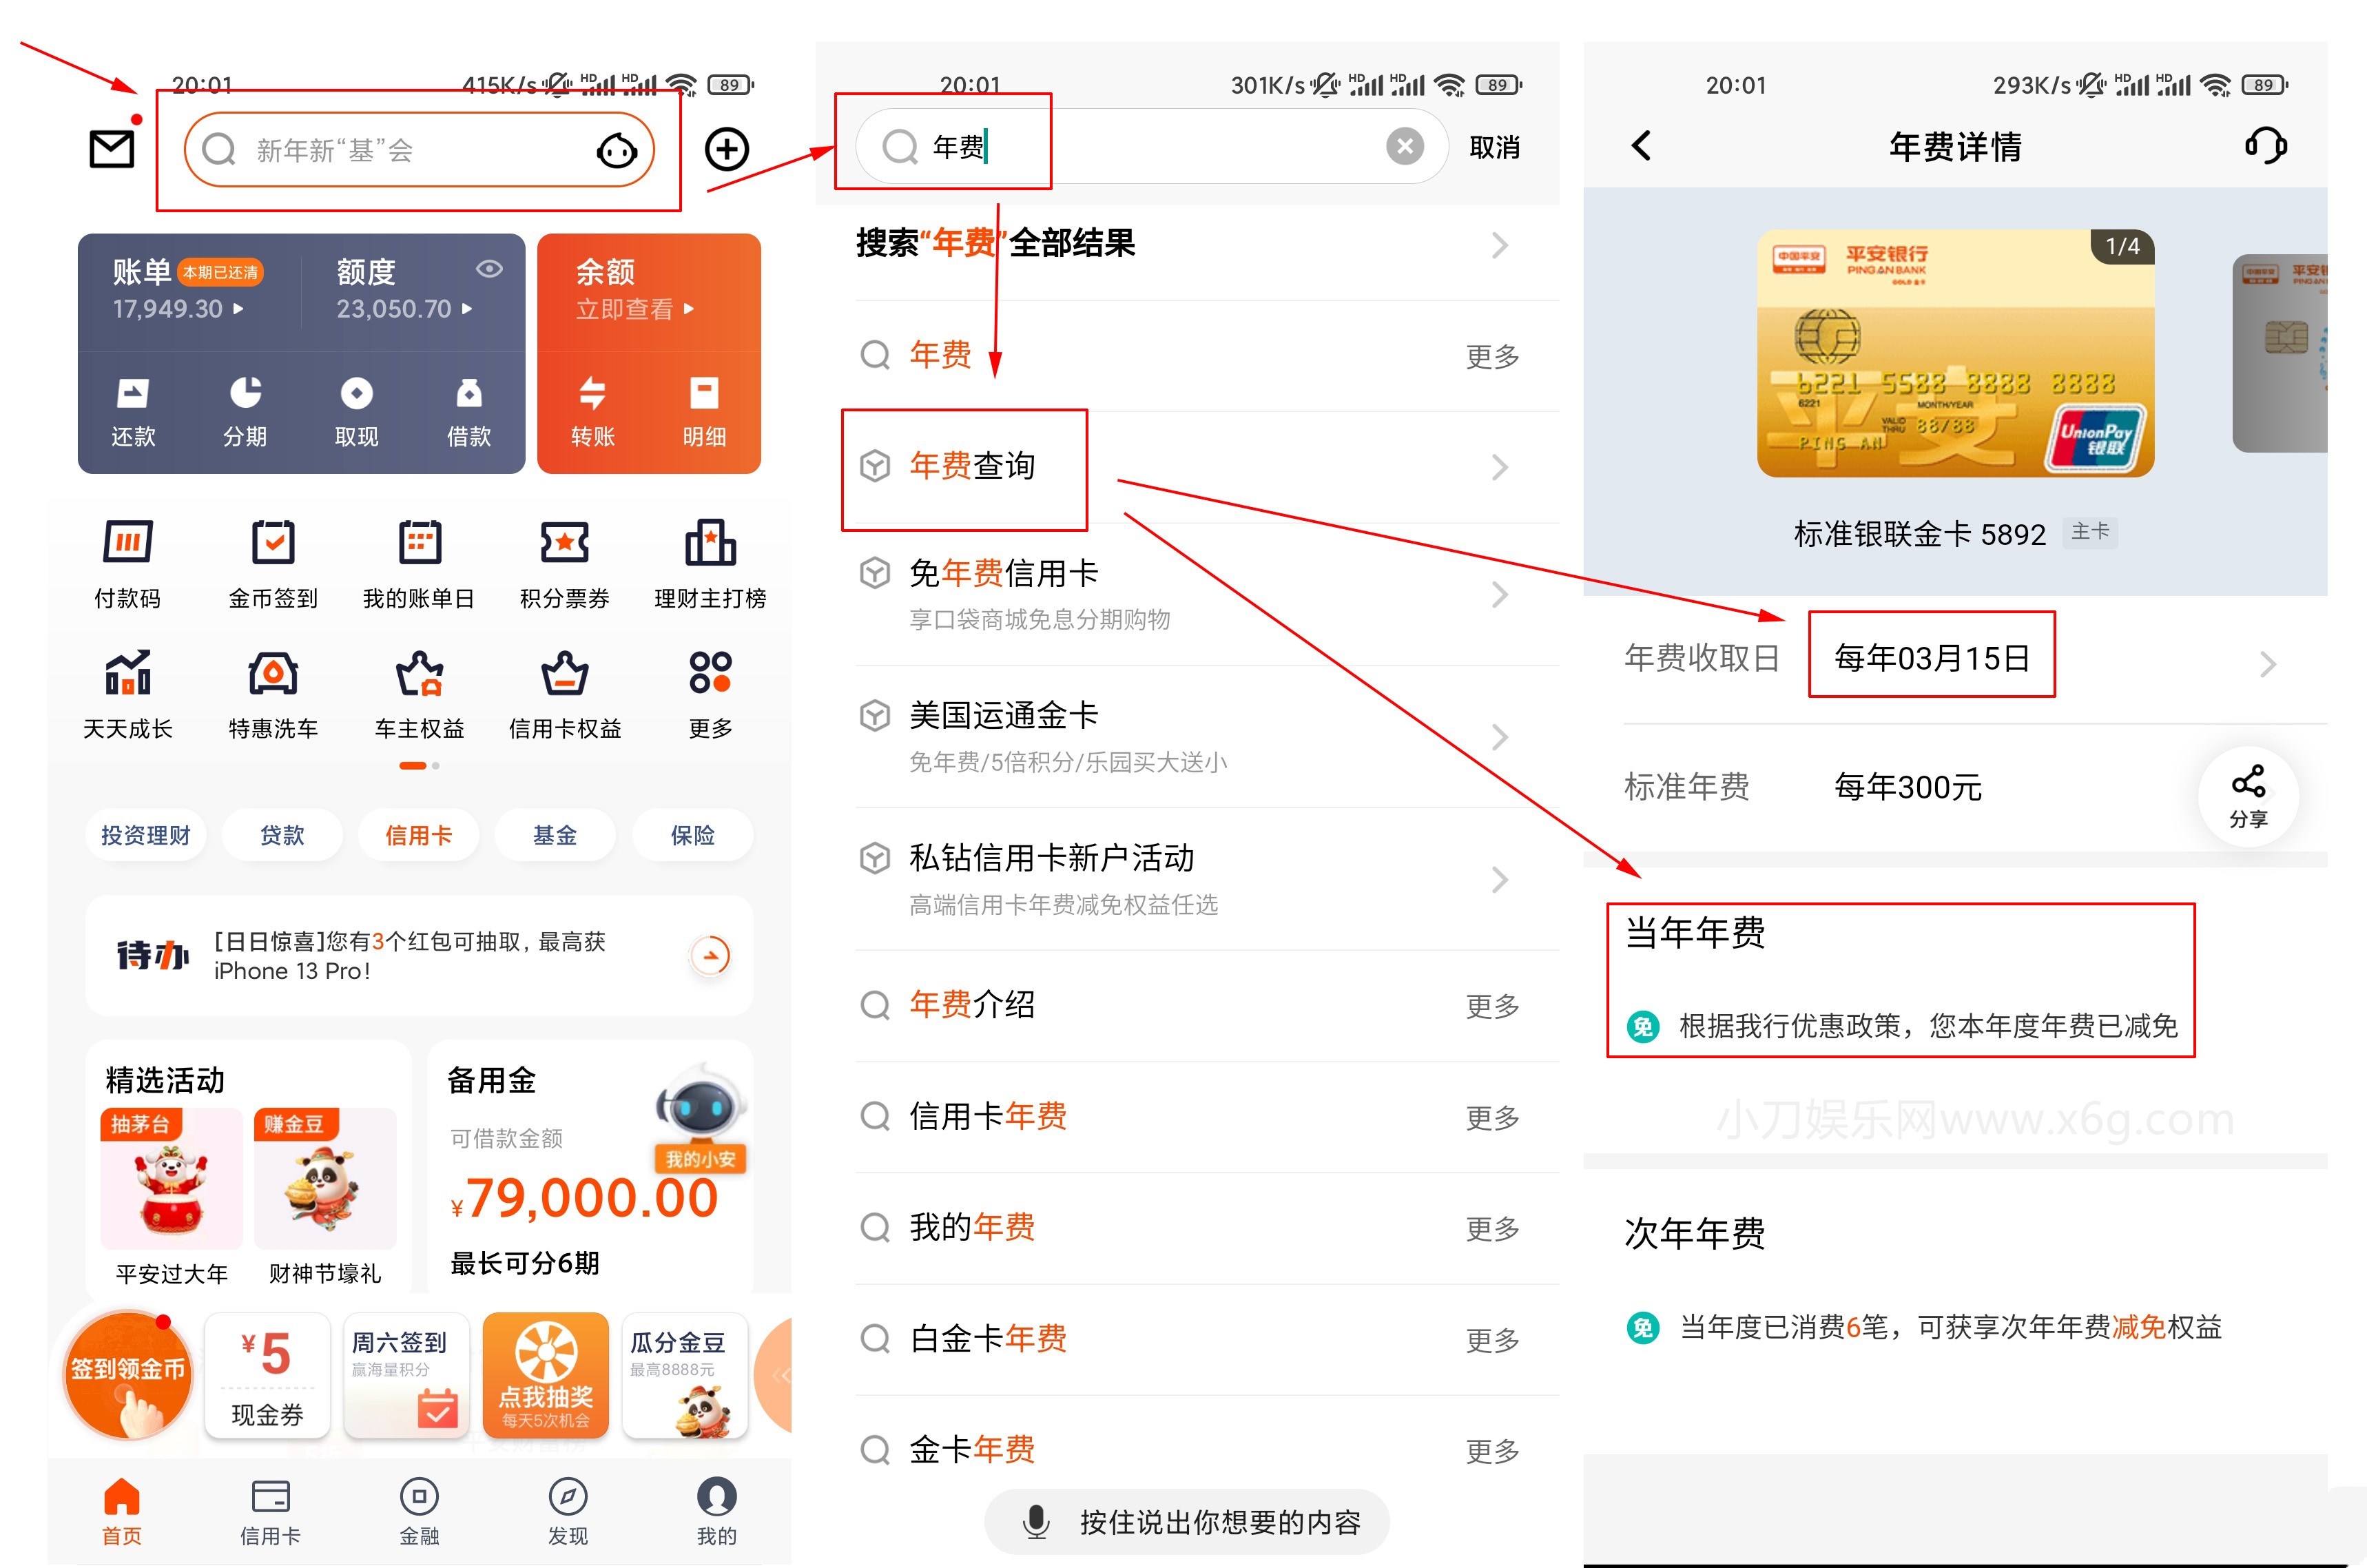 20:01
415K/s HD HD 89
新年新“基”会
账单 本期已还清
17,949.30
额度
23,050.70
余额
立即查看
还款 分期 取现 借款 转账 明细
付款码 金币签到 我的账单日 积分票券 理财主打榜
天天成长 特惠洗车 车主权益 信用卡权益 更多
投资理财 贷款 信用卡 基金 保险
待办
[日日惊喜]您有3个红包可抽取, 最高获
iPhone 13 Pro!
精选活动
抽茅台 赚金豆
平安过大年 财神节壕礼
备用金
可借款金额
我的小安
¥79,000.00
最长可分6期
签到领金币
¥5
现金券
周六签到
赢海量积分
点我抽奖
每天5次机会
瓜分金豆
最高8888元
首页 信用卡 金融 发现 我的
20:01
301K/s HD HD 89
年费
取消
搜索“年费”全部结果
年费 更多
年费查询
免年费信用卡
享口袋商城免息分期购物
美国运通金卡
免年费/5倍积分/乐园买大送小
私钻信用卡新户活动
高端信用卡年费减免权益任选
年费介绍 更多
信用卡年费 更多
我的年费 更多
白金卡年费 更多
金卡年费 更多
按住说出你想要的内容
20:01
293K/s HD HD 89
年费详情
1/4
中国平安
平安银行
PING AN BANK
GOLD 金卡
6221 5588 8888 8888
6221 MONTH/YEAR
VALID THRU 88/88
PING AN
平安
UnionPay
银联
标准银联金卡 5892 主卡
年费收取日 每年03月15日
标准年费 每年300元
分享
当年年费
免 根据我行优惠政策，您本年度年费已减免
小刀娱乐网www.x6g.com
次年年费
免 当年度已消费6笔，可获享次年年费减免权益